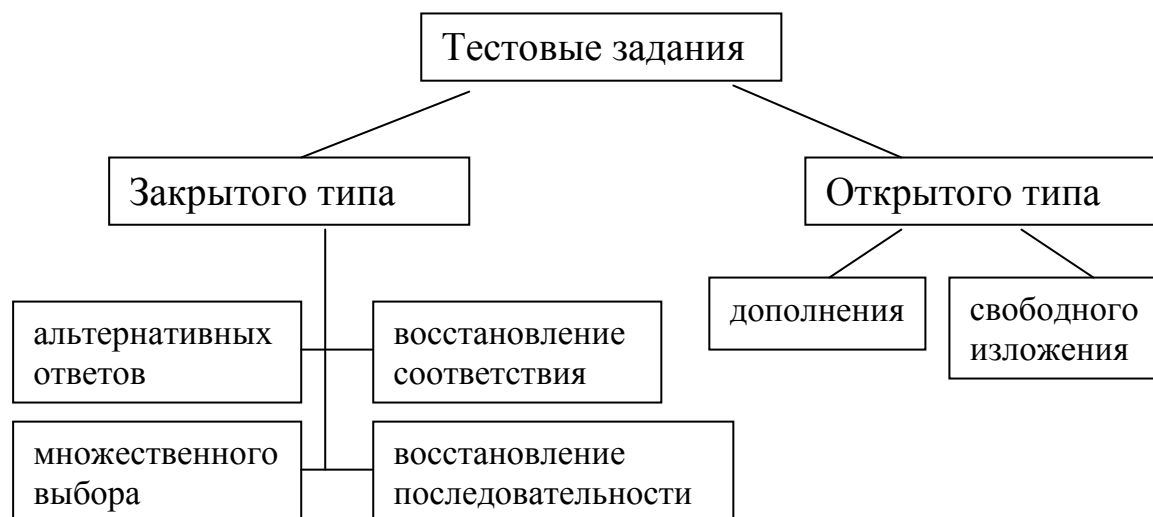 Тестовые задания
Закрытого типа
Открытого типа
дополнения
свободного
изложения
альтернативных
ответов
восстановление
соответствия
множественного
выбора
восстановление
последовательности